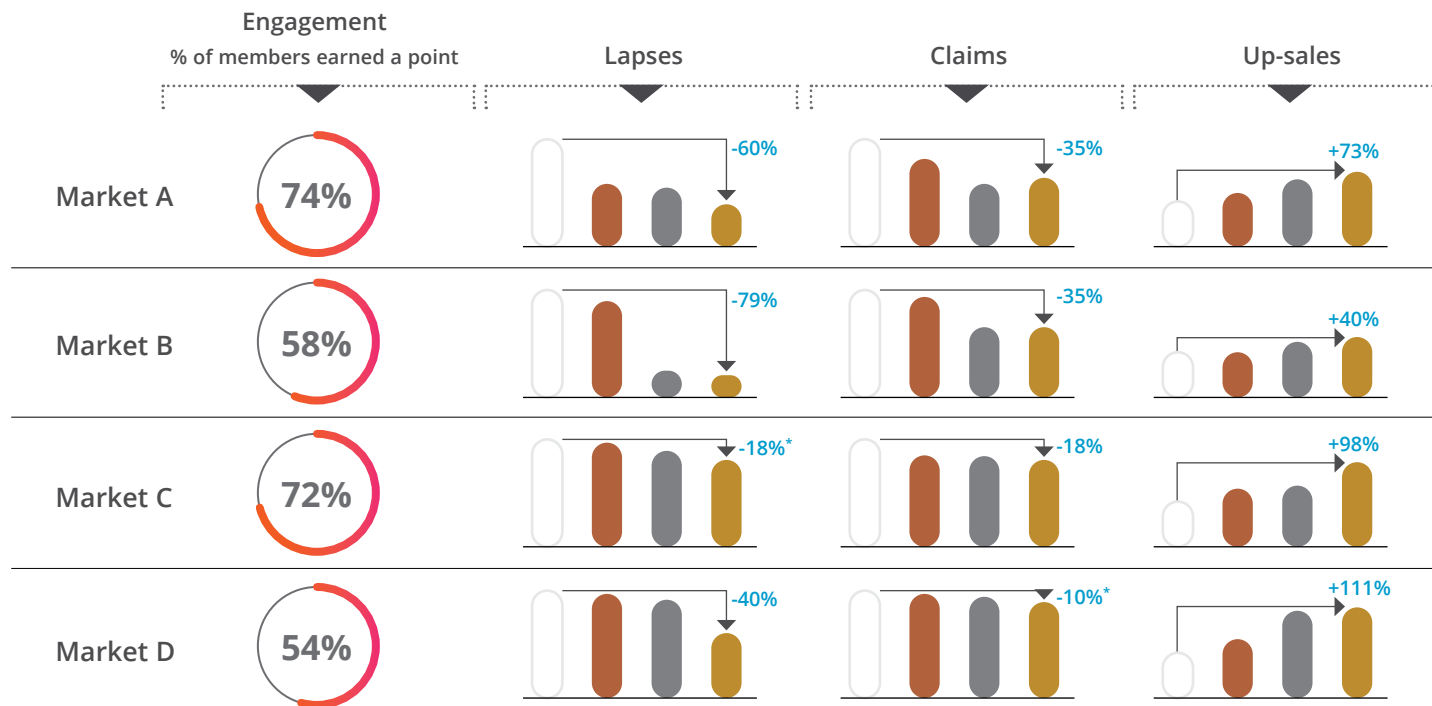 Engagement
% of members earned a point
Lapses
Claims
Up-sales
Market A
74%
-60%
-35%
+73%
Market B
58%
-79%
-35%
+40%
Market C
72%
-18%*
-18%
+98%
Market D
54%
-40%
-10%*
+111%